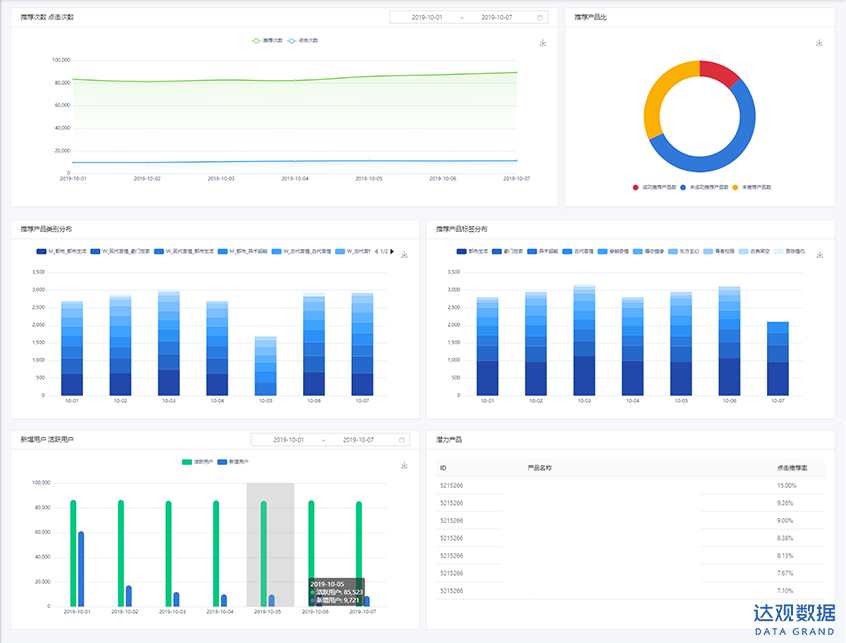 推荐次数 点击次数
2019-10-01 ~ 2019-10-07
推荐次数 点击次数
100,000
80,000
60,000
40,000
20,000
0
2019-10-01 2019-10-02 2019-10-03 2019-10-04 2019-10-05 2019-10-06 2019-10-07
推荐产品比
成功推荐产品数 未成功推荐产品数 未推荐产品数
推荐产品类别分布
M_都市_都市生活 W_现代言情_豪门世家 W_现代言情_都市生活 M_都市_异术超能 W_古代言情_古代言情 W_古代言情 1/2
3,500
3,000
2,500
2,000
1,500
1,000
500
0
10-01 10-02 10-03 10-04 10-05 10-06 10-07
推荐产品标签分布
都市生活 豪门世家 异术超能 古代言情 穿越奇情 东方玄幻 青春校园 古典架空
3,500
3,000
2,500
2,000
1,500
1,000
500
0
10-01 10-02 10-03 10-04 10-05 10-06 10-07
新增用户 活跃用户
2019-10-01 ~ 2019-10-07
活跃用户 新增用户
100,000
80,000
60,000
40,000
20,000
0
2019-10-01 2019-10-02 2019-10-03 2019-10-04 2019-10-05 2019-10-06 2019-10-07
2019-10-05
活跃用户: 85,523
新增用户: 9,721
潜力产品
ID 产品名称 点击推荐率
5215266 15.00%
5215266 9.26%
5215266 9.00%
5215266 8.38%
5215266 8.13%
5215266 7.67%
5215266 7.10%
达观数据
DATA GRAND